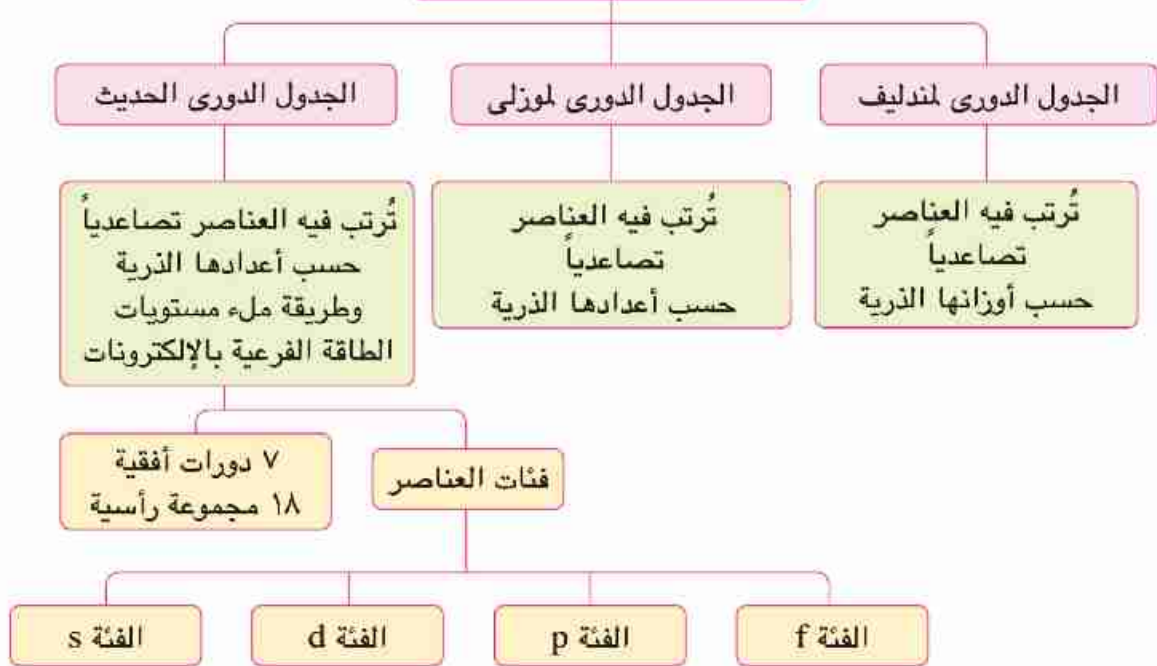 الجدول الدورى لمندليف
الجدول الدورى لموزلى
الجدول الدورى الحديث
تُرتب فيه العناصر
تصاعدياً
حسب أوزانها الذرية
تُرتب فيه العناصر
تصاعدياً
حسب أعدادها الذرية
تُرتب فيه العناصر تصاعدياً
حسب أعدادها الذرية
وطريقة ملء مستويات
الطاقة الفرعية بالإلكترونات
فئات العناصر
٧ دورات أفقية
١٨ مجموعة رأسية
الفئة f
الفئة p
الفئة d
الفئة s